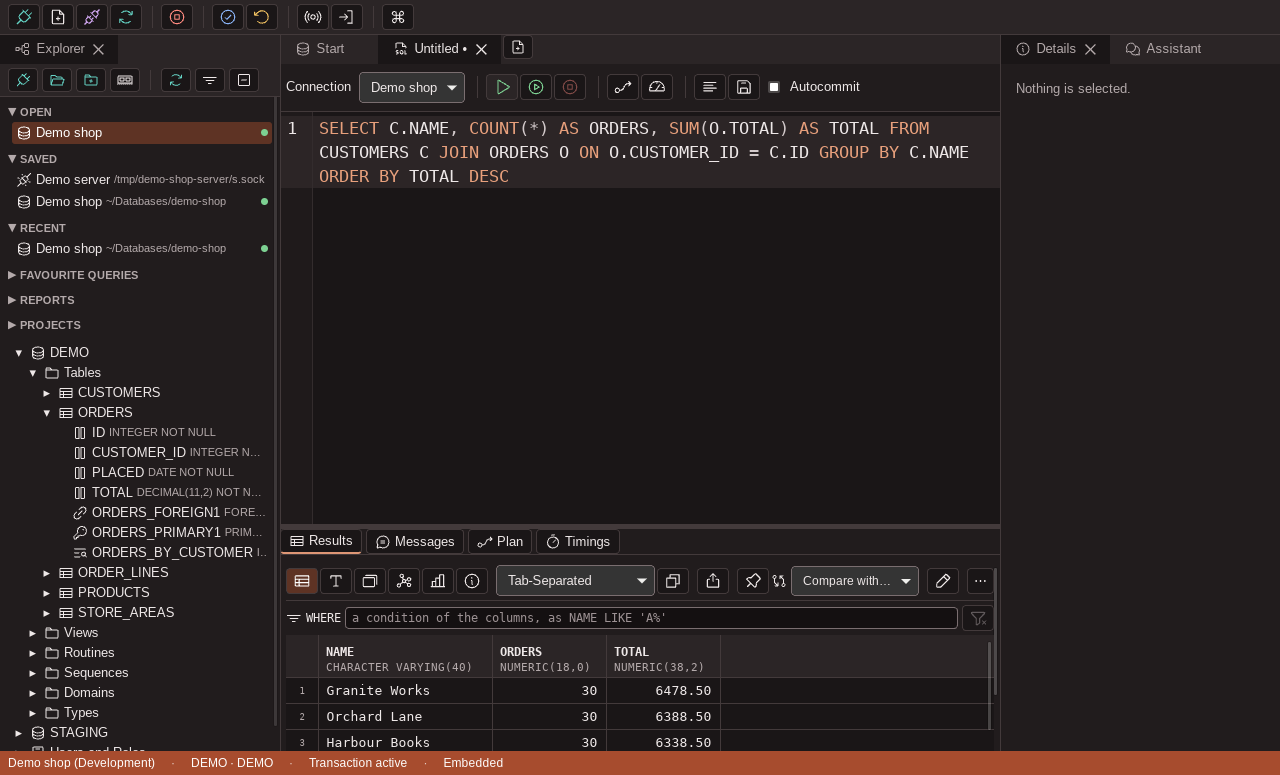 Explorer
Start
Untitled •
Details
Assistant
Connection
Demo shop
Autocommit
Nothing is selected.
OPEN
Demo shop
SAVED
Demo server /tmp/demo-shop-server/s.sock
Demo shop ~/Databases/demo-shop
RECENT
Demo shop ~/Databases/demo-shop
FAVOURITE QUERIES
REPORTS
PROJECTS
DEMO
Tables
CUSTOMERS
ORDERS
ID INTEGER NOT NULL
CUSTOMER_ID INTEGER N…
PLACED DATE NOT NULL
TOTAL DECIMAL(11,2) NOT N…
ORDERS_FOREIGN1 FORE…
ORDERS_PRIMARY1 PRIM…
ORDERS_BY_CUSTOMER I…
ORDER_LINES
PRODUCTS
STORE_AREAS
Views
Routines
Sequences
Domains
Types
STAGING
Users and Roles
1 SELECT C.NAME, COUNT(*) AS ORDERS, SUM(O.TOTAL) AS TOTAL FROM
CUSTOMERS C JOIN ORDERS O ON O.CUSTOMER_ID = C.ID GROUP BY C.NAME
ORDER BY TOTAL DESC
Results
Messages
Plan
Timings
Tab-Separated
Compare with…
WHERE a condition of the columns, as NAME LIKE 'A%'
NAME ORDERS TOTAL
CHARACTER VARYING(40) NUMERIC(18,0) NUMERIC(38,2)
1 Granite Works 30 6478.50
2 Orchard Lane 30 6388.50
3 Harbour Books 30 6338.50
Demo shop (Development) · DEMO · DEMO · Transaction active · Embedded